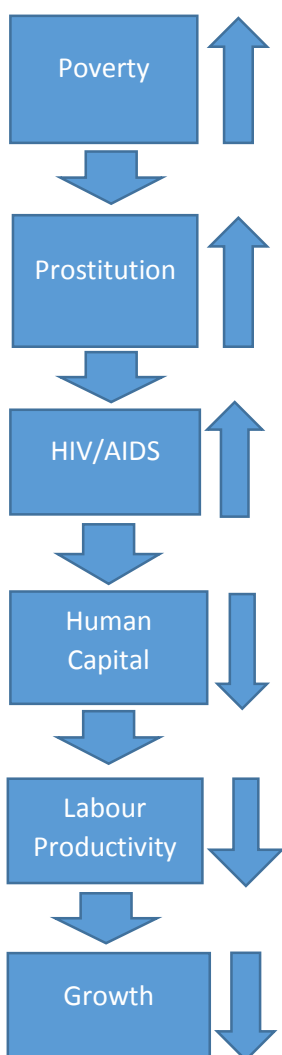 Poverty
Prostitution
HIV/AIDS
Human
Capital
Labour
Productivity
Growth